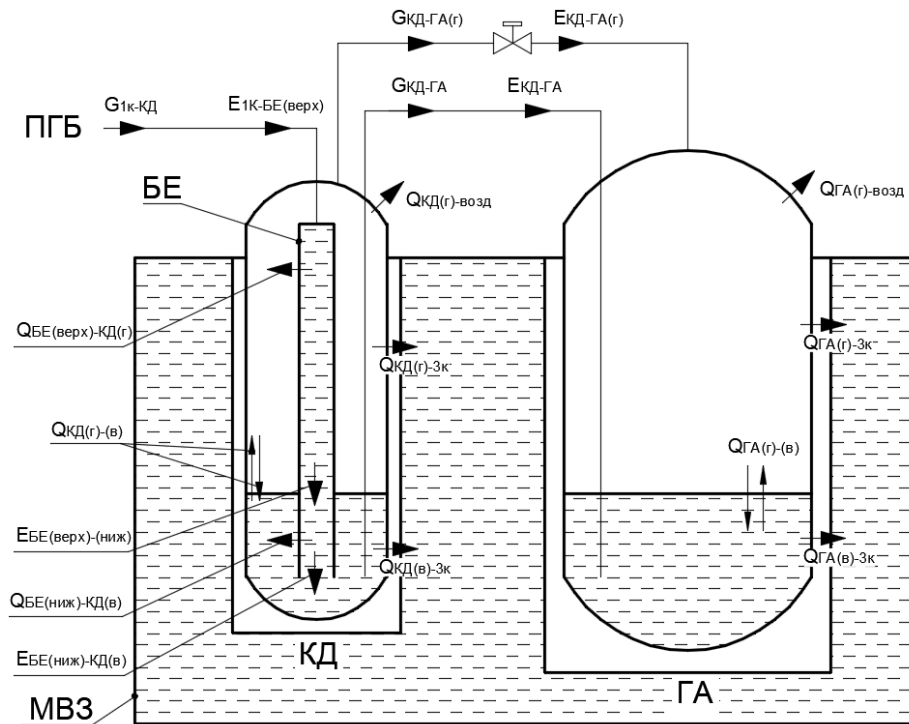 GКД-ГА(г) EКД-ГА(г)
GКД-ГА EКД-ГА
G1к-КД E1К-БЕ(верх)
ПГБ
БЕ
QКД(г)-возд
QГА(г)-возд
QБЕ(верх)-КД(г)
QКД(г)-3к
QГА(г)-3к
QКД(г)-(в)
QГА(г)-(в)
EБЕ(верх)-(ниж)
QКД(в)-3к
QГА(в)-3к
QБЕ(ниж)-КД(в)
EБЕ(ниж)-КД(в)
КД
ГА
МВЗ